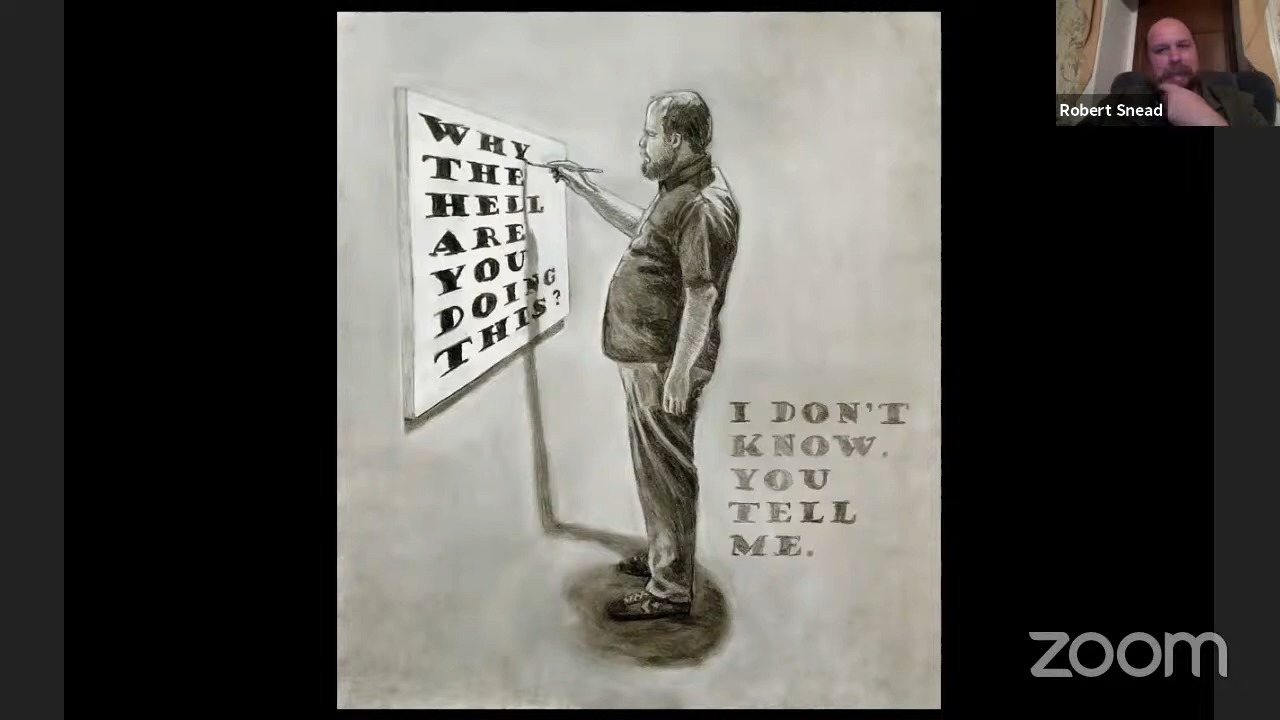 Robert Snead
WHY
THE
HELL
ARE
YOU
DOING
THIS?
I DON'T
KNOW.
YOU
TELL
ME.
zoom